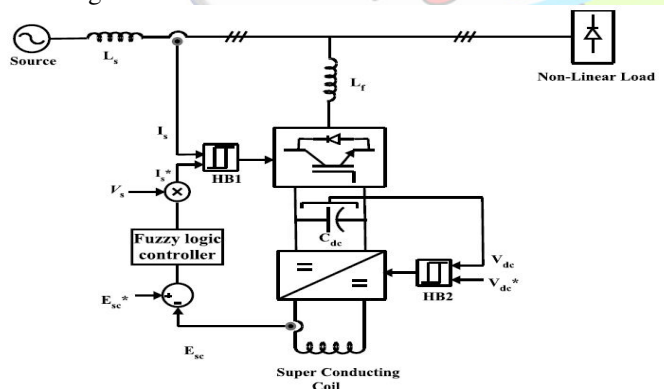 Source
Ls
Lf
Non-Linear Load
Is
Is*
HB1
Vs
×
Cdc
Fuzzy logic
controller
=
=
Vdc
Vdc*
HB2
Esc*
+
-
Esc
Super Conducting
Coil